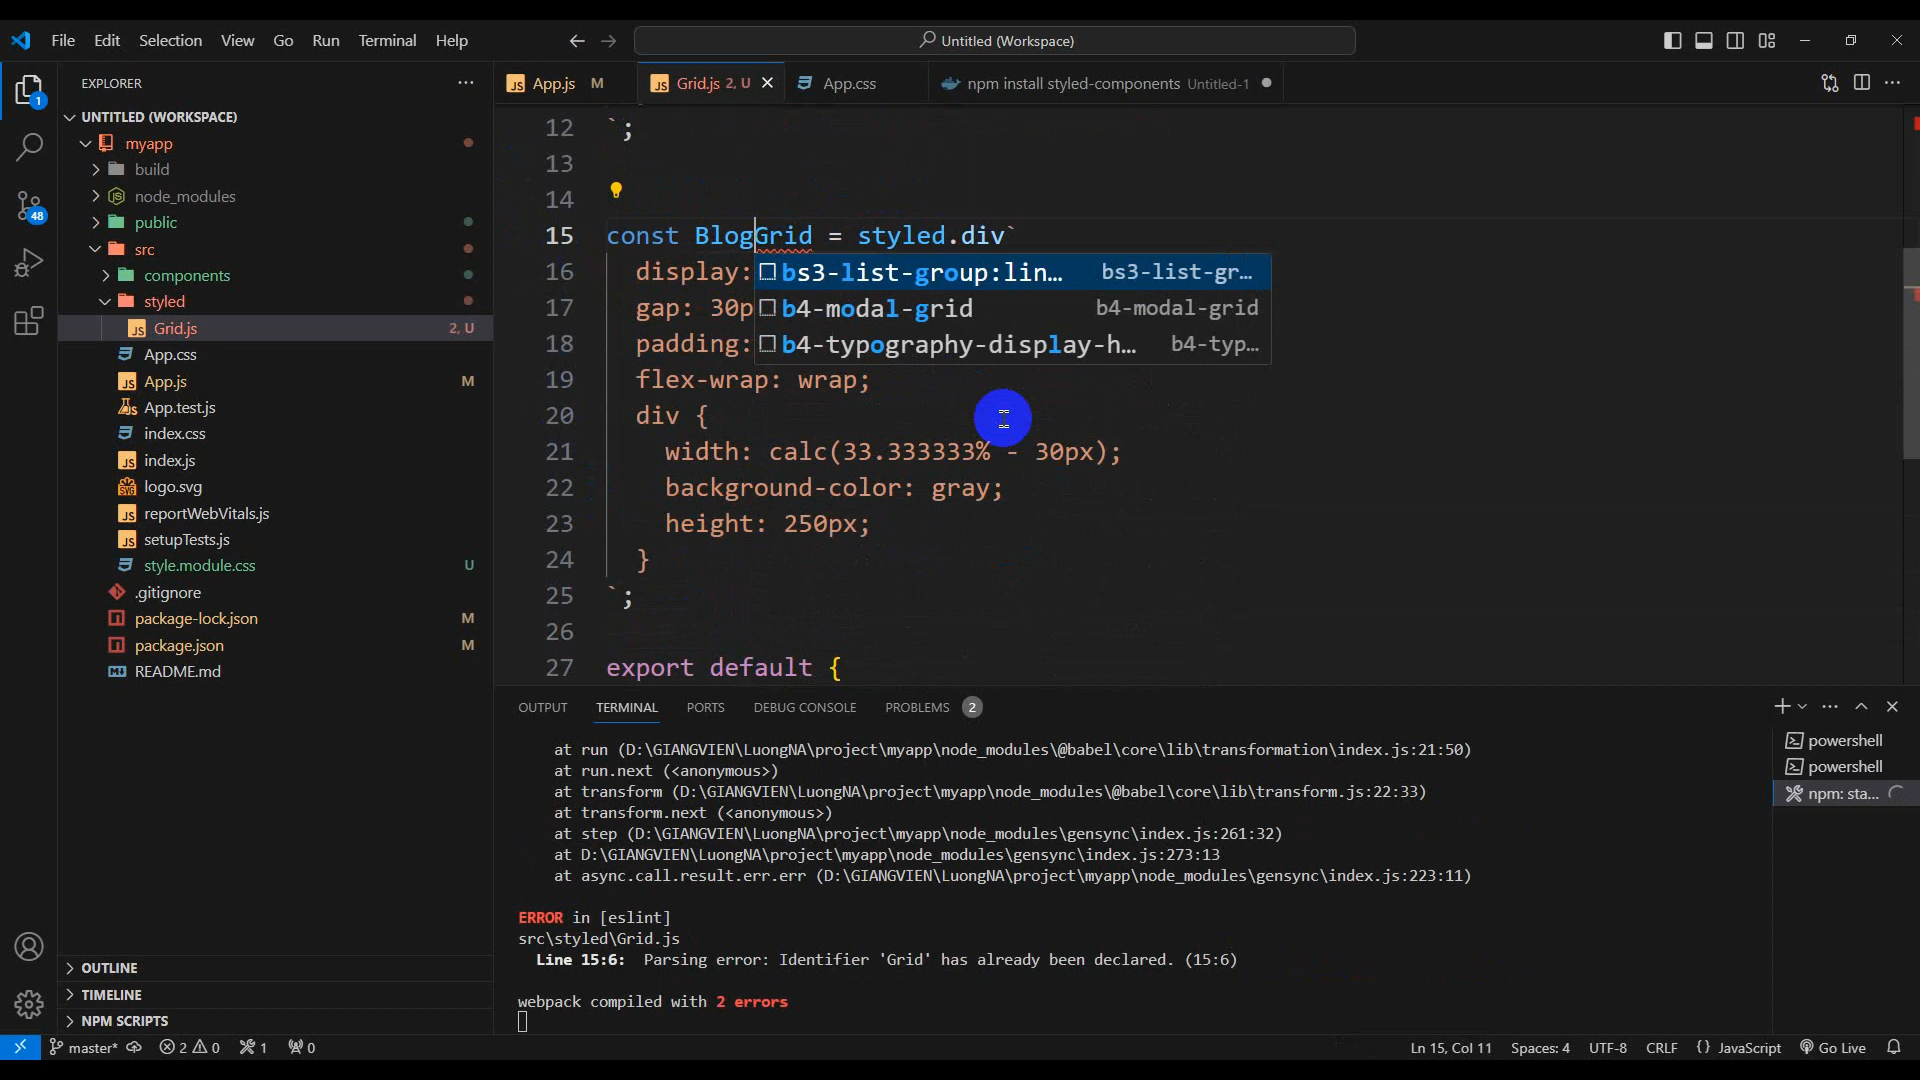 File Edit Selection View Go Run Terminal Help
Untitled (Workspace)
EXPLORER
UNTITLED (WORKSPACE)
myapp
build
node_modules
public
src
components
styled
Grid.js 2, U
App.css
App.js M
App.test.js
index.css
index.js
logo.svg
reportWebVitals.js
setupTests.js
style.module.css U
.gitignore
package-lock.json M
package.json M
README.md
OUTLINE
TIMELINE
NPM SCRIPTS
1
48
App.js M
Grid.js 2, U
App.css
npm install styled-components Untitled-1
12 `;
13
14
15 const BlogGrid = styled.div`
16 display:
17 gap: 30p
18 padding:
19 flex-wrap: wrap;
20 div {
21 width: calc(33.333333% - 30px);
22 background-color: gray;
23 height: 250px;
24 }
25 `;
26
27 export default {
bs3-list-group:lin... bs3-list-gr...
b4-modal-grid b4-modal-grid
b4-typography-display-h... b4-typ...
OUTPUT TERMINAL PORTS DEBUG CONSOLE PROBLEMS 2
at run (D:\GIANGVIEN\LuongNA\project\myapp\node_modules\@babel\core\lib\transformation\index.js:21:50)
at run.next (<anonymous>)
at transform (D:\GIANGVIEN\LuongNA\project\myapp\node_modules\@babel\core\lib\transform.js:22:33)
at transform.next (<anonymous>)
at step (D:\GIANGVIEN\LuongNA\project\myapp\node_modules\gensync\index.js:261:32)
at D:\GIANGVIEN\LuongNA\project\myapp\node_modules\gensync\index.js:273:13
at async.call.result.err.err (D:\GIANGVIEN\LuongNA\project\myapp\node_modules\gensync\index.js:223:11)
ERROR in [eslint]
src\styled\Grid.js
Line 15:6: Parsing error: Identifier 'Grid' has already been declared. (15:6)
webpack compiled with 2 errors
powershell
powershell
npm: sta...
master* 2 0 1 0
Ln 15, Col 11 Spaces: 4 UTF-8 CRLF {} JavaScript Go Live